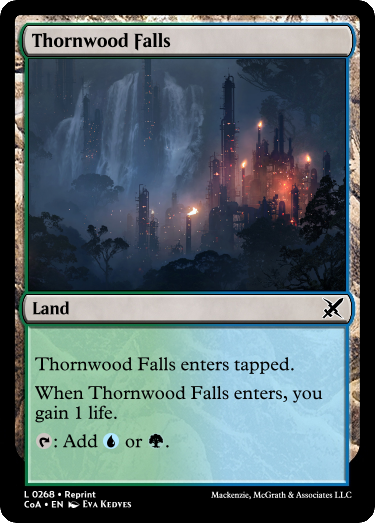 Thornwood Falls
Land
Thornwood Falls enters tapped.
When Thornwood Falls enters, you
gain 1 life.
: Add or .
L 0268 • Reprint
CoA • EN Eva Kedves
Mackenzie, McGrath & Associates LLC